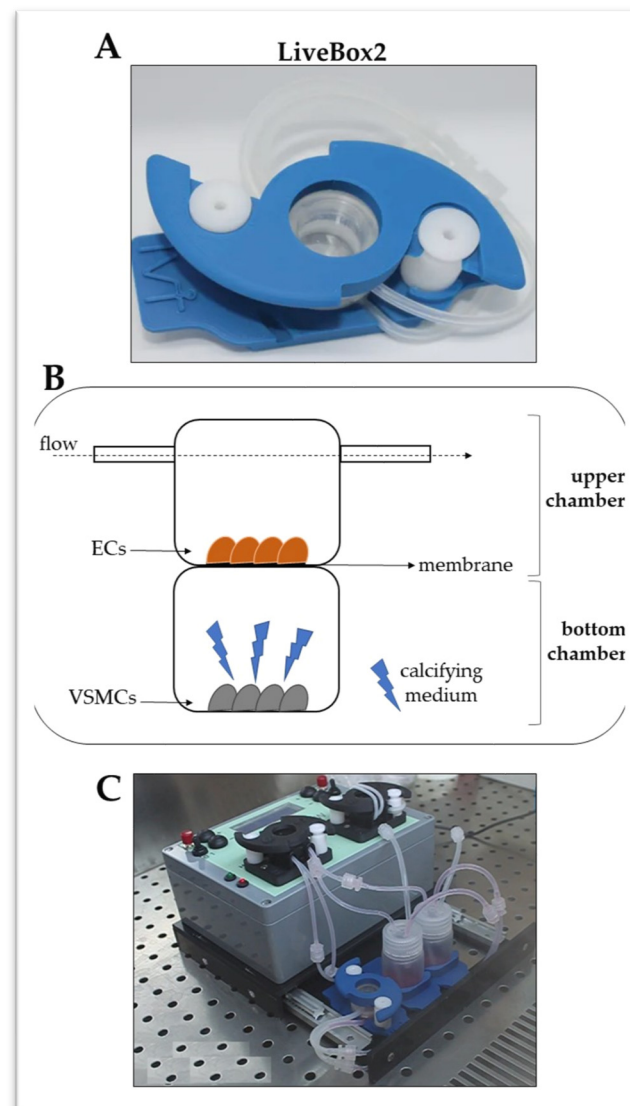 A
LiveBox2
B
flow
upper
chamber
ECs
membrane
bottom
chamber
calcifying
medium
VSMCs
C